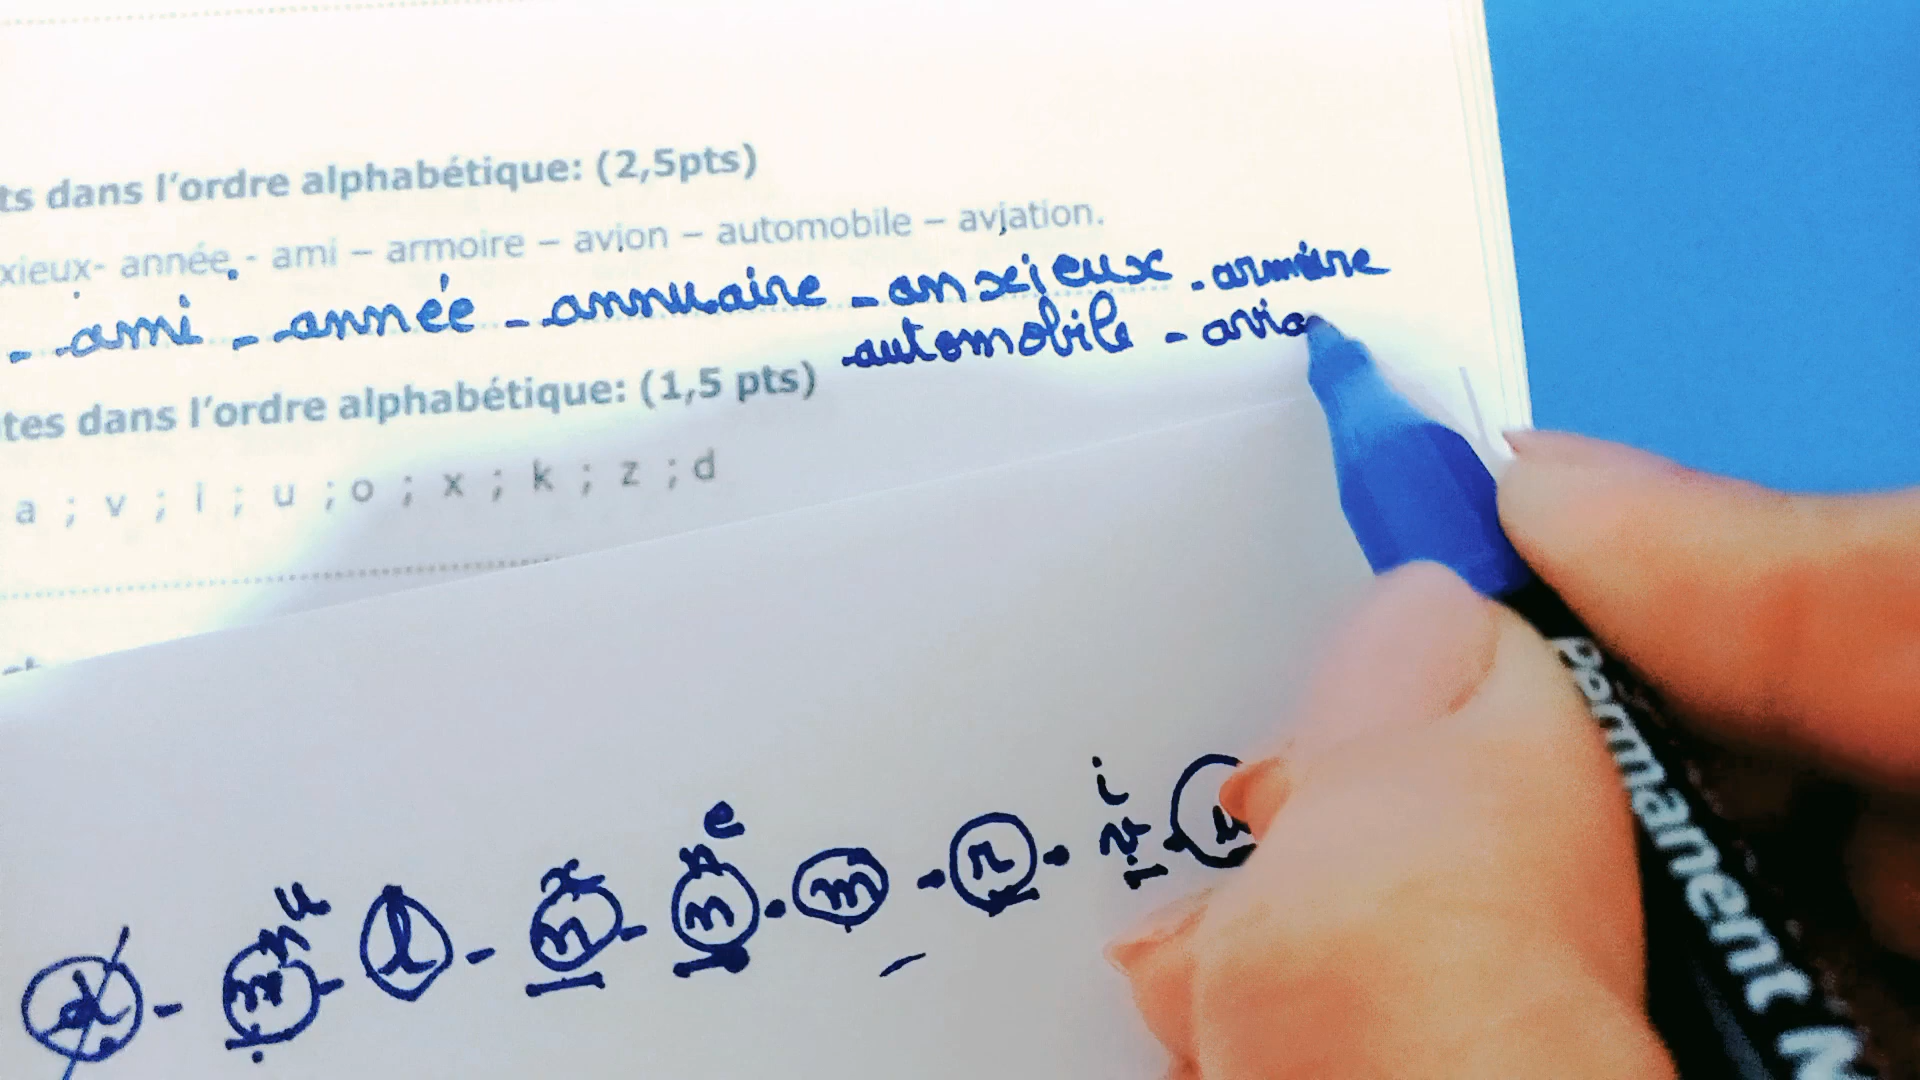 ts dans l'ordre alphabétique: (2,5pts)
xieux- année - ami – armoire – avion – automobile – aviation.
- ami - année - annuaire - anxieux - armoire
automobile - avio
tes dans l'ordre alphabétique: (1,5 pts)
a ; v ; i ; u ; o ; x ; k ; z ; d
u x n e i
n n
- n - l - n - n - m - r - v - u
Permanent M